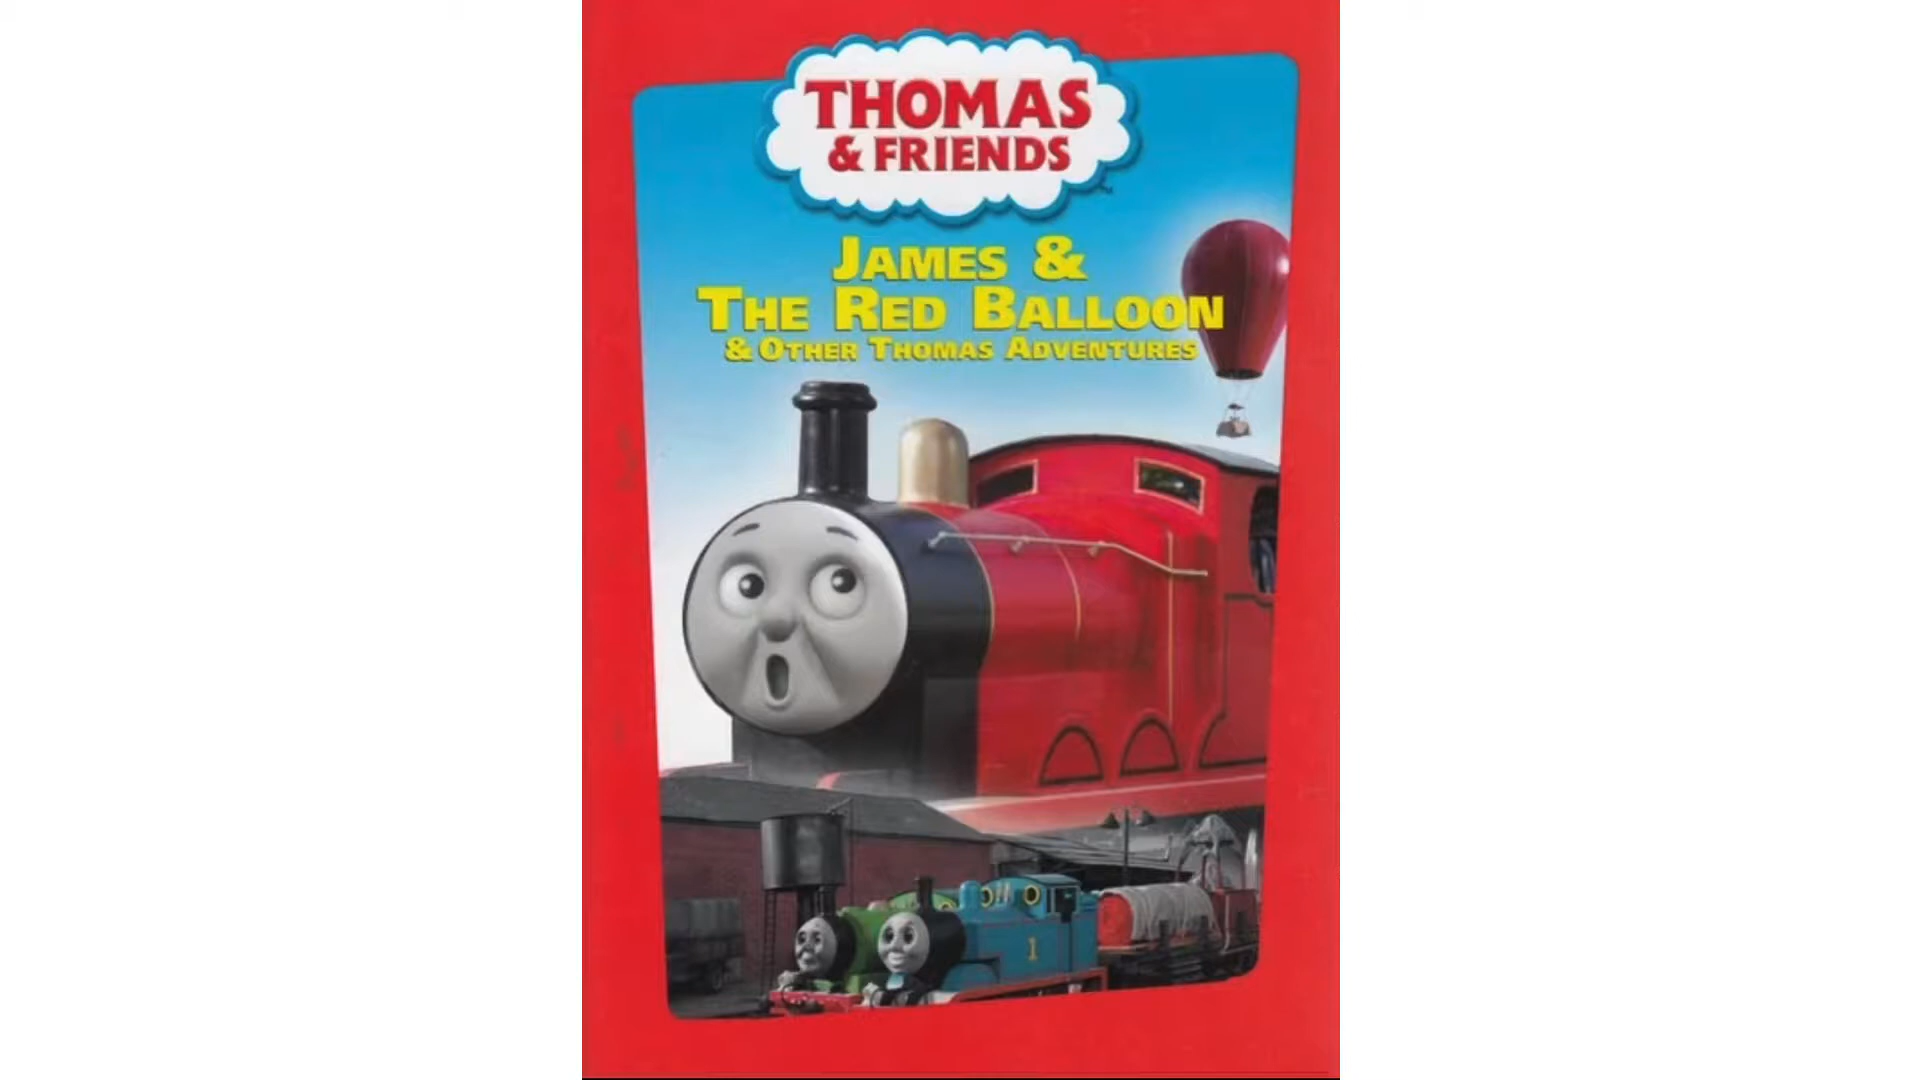 THOMAS
& FRIENDS
JAMES &
THE RED BALLOON
& OTHER THOMAS ADVENTURES
1